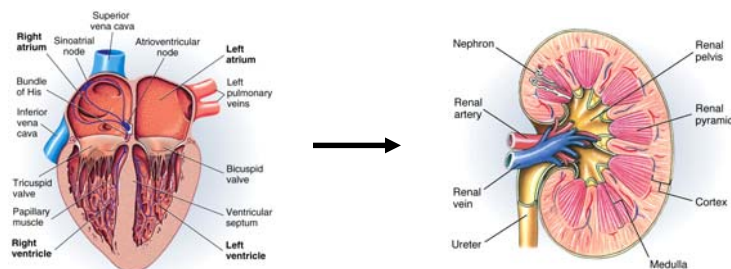 Superior
vena cava
Right
atrium
Sinoatrial
node
Atrioventricular
node
Left
atrium
Bundle
of His
Left
pulmonary
veins
Inferior
vena
cava
Tricuspid
valve
Bicuspid
valve
Papillary
muscle
Ventricular
septum
Right
ventricle
Left
ventricle
Nephron
Renal
pelvis
Renal
artery
Renal
pyramid
Renal
vein
Cortex
Ureter
Medulla